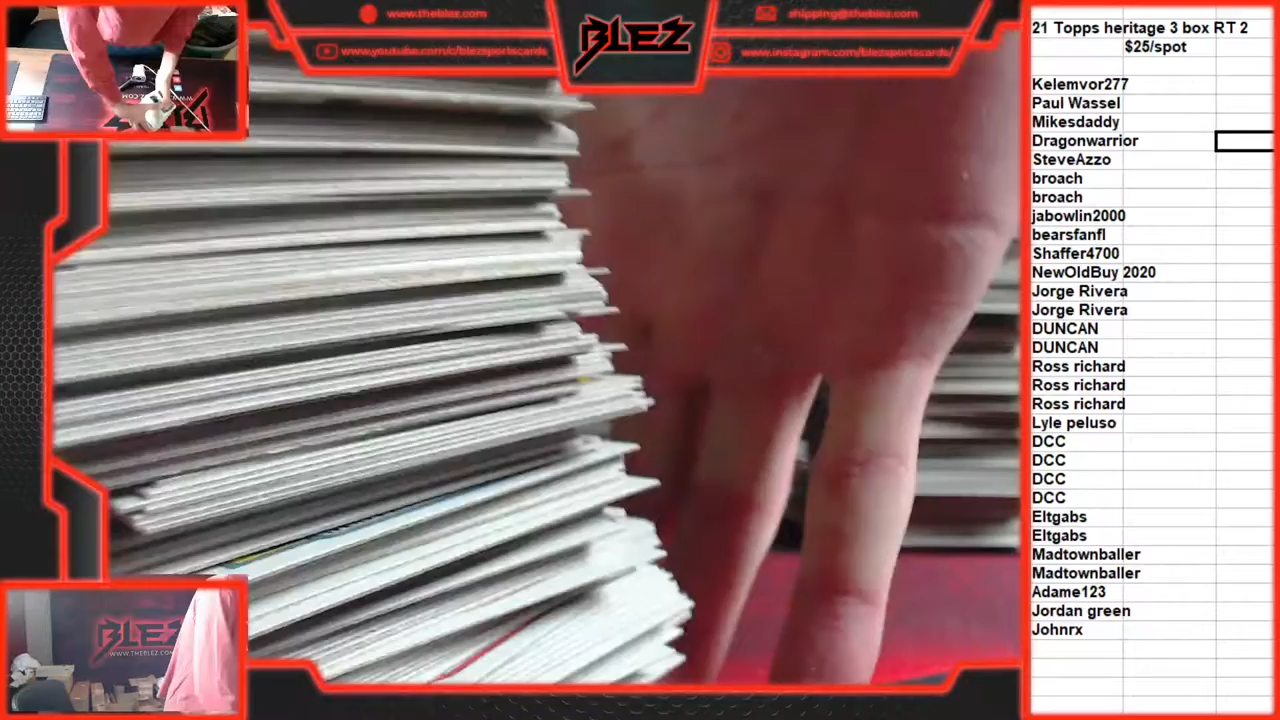 www.theblez.com
www.youtube.com/c/blezsportscards
BLEZ
shipping@theblez.com
www.instagram.com/blezsportscards/
21 Topps heritage 3 box RT 2
$25/spot
Kelemvor277
Paul Wassel
Mikesdaddy
Dragonwarrior
SteveAzzo
broach
broach
jabowlin2000
bearsfanfl
Shaffer4700
NewOldBuy 2020
Jorge Rivera
Jorge Rivera
DUNCAN
DUNCAN
Ross richard
Ross richard
Ross richard
Lyle peluso
DCC
DCC
DCC
DCC
Eltgabs
Eltgabs
Madtownballer
Madtownballer
Adame123
Jordan green
Johnrx
BLEZ
WWW.THEBLEZ.COM